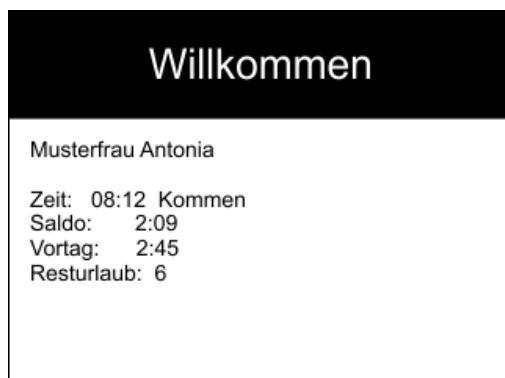 Willkommen
Musterfrau Antonia
Zeit: 08:12 Kommen
Saldo: 2:09
Vortag: 2:45
Resturlaub: 6